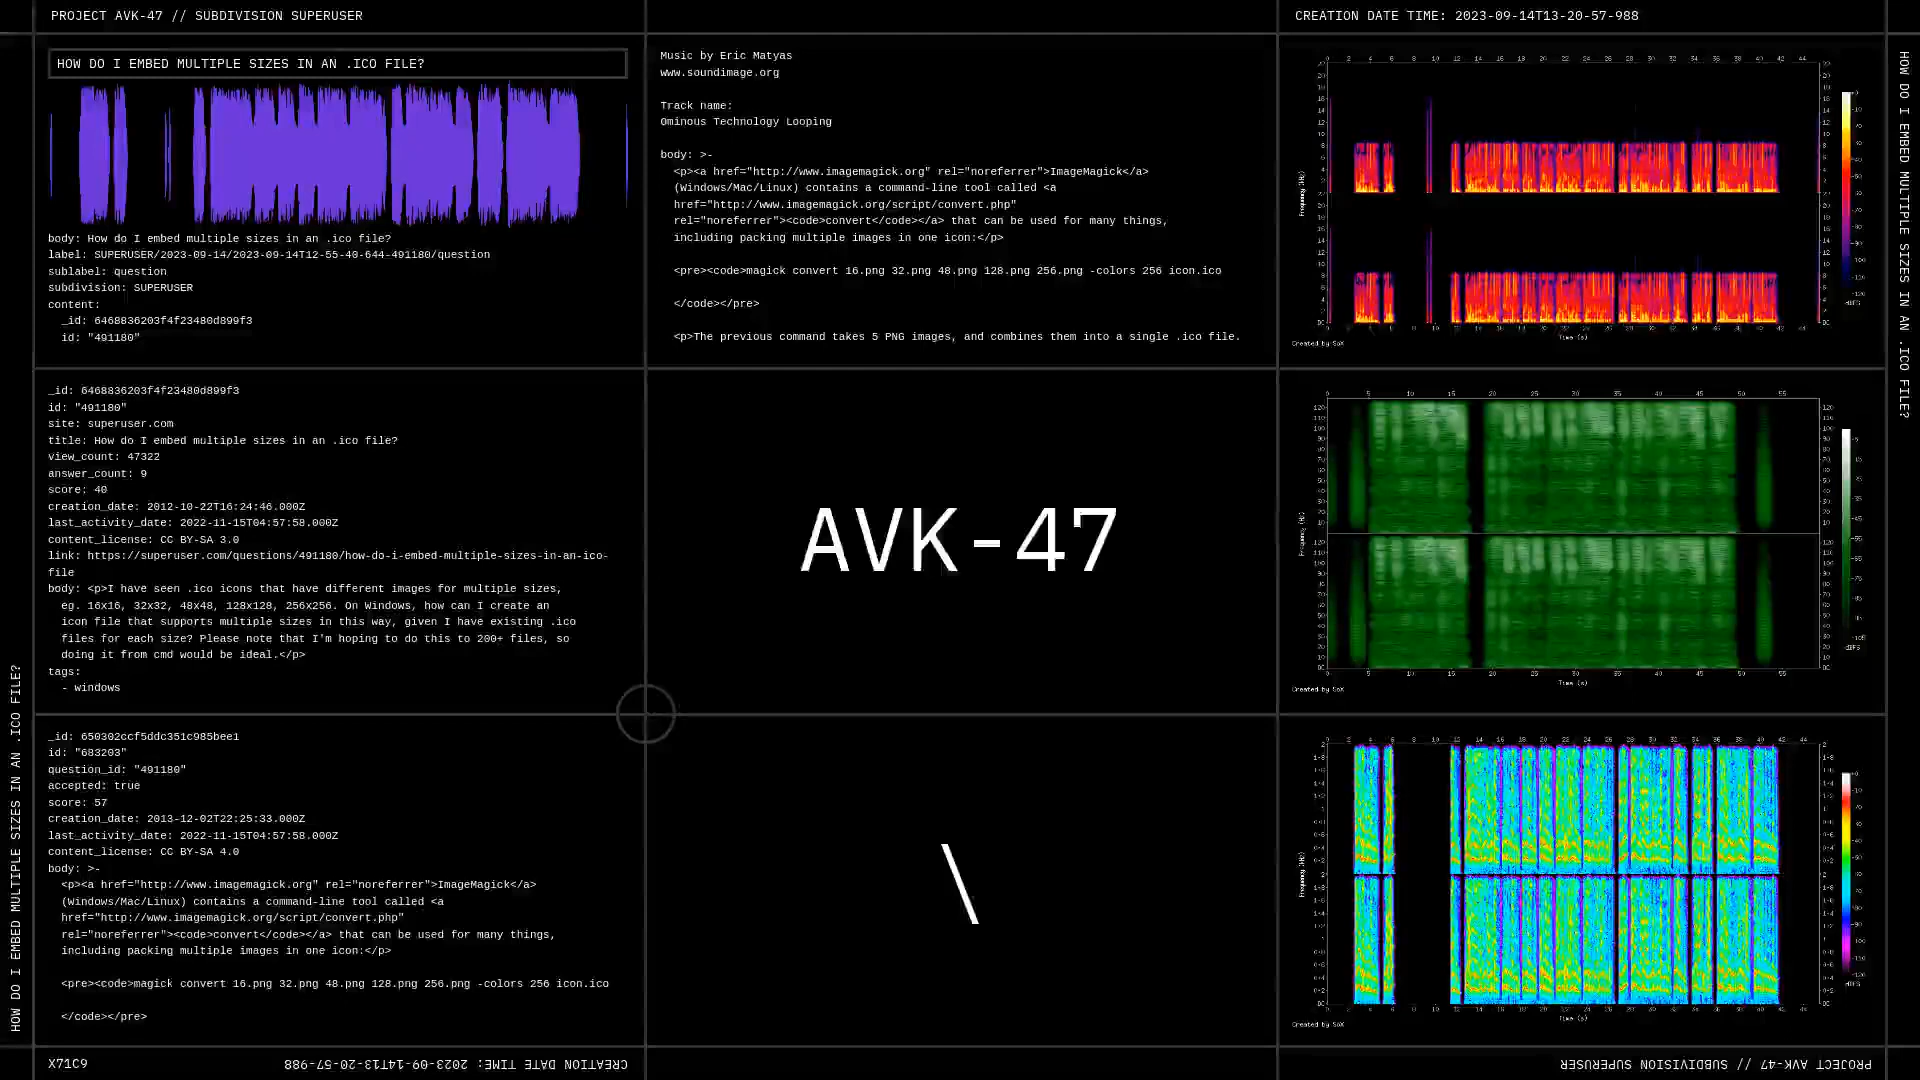 PROJECT AVK-47 // SUBDIVISION SUPERUSER
CREATION DATE TIME: 2023-09-14T13-20-57-988
HOW DO I EMBED MULTIPLE SIZES IN AN .ICO FILE?
body: How do I embed multiple sizes in an .ico file?
label: SUPERUSER/2023-09-14/2023-09-14T12-55-40-644-491180/question
sublabel: question
subdivision: SUPERUSER
content:
_id: 6468836203f4f23480d899f3
id: "491180"
Music by Eric Matyas
www.soundimage.org
Track name:
Ominous Technology Looping
body: >-
<p><a href="http://www.imagemagick.org" rel="noreferrer">ImageMagick</a>
(Windows/Mac/Linux) contains a command-line tool called <a
href="http://www.imagemagick.org/script/convert.php"
rel="noreferrer"><code>convert</code></a> that can be used for many things,
including packing multiple images in one icon:</p>
<pre><code>magick convert 16.png 32.png 48.png 128.png 256.png -colors 256 icon.ico
</code></pre>
<p>The previous command takes 5 PNG images, and combines them into a single .ico file.
Frequency (kHz)
Time (s)
Created by SoX
HOW DO I EMBED MULTIPLE SIZES IN AN .ICO FILE?
_id: 6468836203f4f23480d899f3
id: "491180"
site: superuser.com
title: How do I embed multiple sizes in an .ico file?
view_count: 47322
answer_count: 9
score: 40
creation_date: 2012-10-22T16:24:46.000Z
last_activity_date: 2022-11-15T04:57:58.000Z
content_license: CC BY-SA 3.0
link: https://superuser.com/questions/491180/how-do-i-embed-multiple-sizes-in-an-ico-
file
body: <p>I have seen .ico icons that have different images for multiple sizes,
eg. 16x16, 32x32, 48x48, 128x128, 256x256. On Windows, how can I create an
icon file that supports multiple sizes in this way, given I have existing .ico
files for each size? Please note that I'm hoping to do this to 200+ files, so
doing it from cmd would be ideal.</p>
tags:
- windows
AVK-47
Frequency (Hz)
Time (s)
Created by SoX
_id: 650302ccf5ddc351c985bee1
id: "683203"
question_id: "491180"
accepted: true
score: 57
creation_date: 2013-12-02T22:25:33.000Z
last_activity_date: 2022-11-15T04:57:58.000Z
content_license: CC BY-SA 4.0
body: >-
<p><a href="http://www.imagemagick.org" rel="noreferrer">ImageMagick</a>
(Windows/Mac/Linux) contains a command-line tool called <a
href="http://www.imagemagick.org/script/convert.php"
rel="noreferrer"><code>convert</code></a> that can be used for many things,
including packing multiple images in one icon:</p>
<pre><code>magick convert 16.png 32.png 48.png 128.png 256.png -colors 256 icon.ico
</code></pre>
\
Frequency (kHz)
Time (s)
Created by SoX
HOW DO I EMBED MULTIPLE SIZES IN AN .ICO FILE?
X71C9
CREATION DATE TIME: 2023-09-14T13-20-57-988
PROJECT AVK-47 // SUBDIVISION SUPERUSER